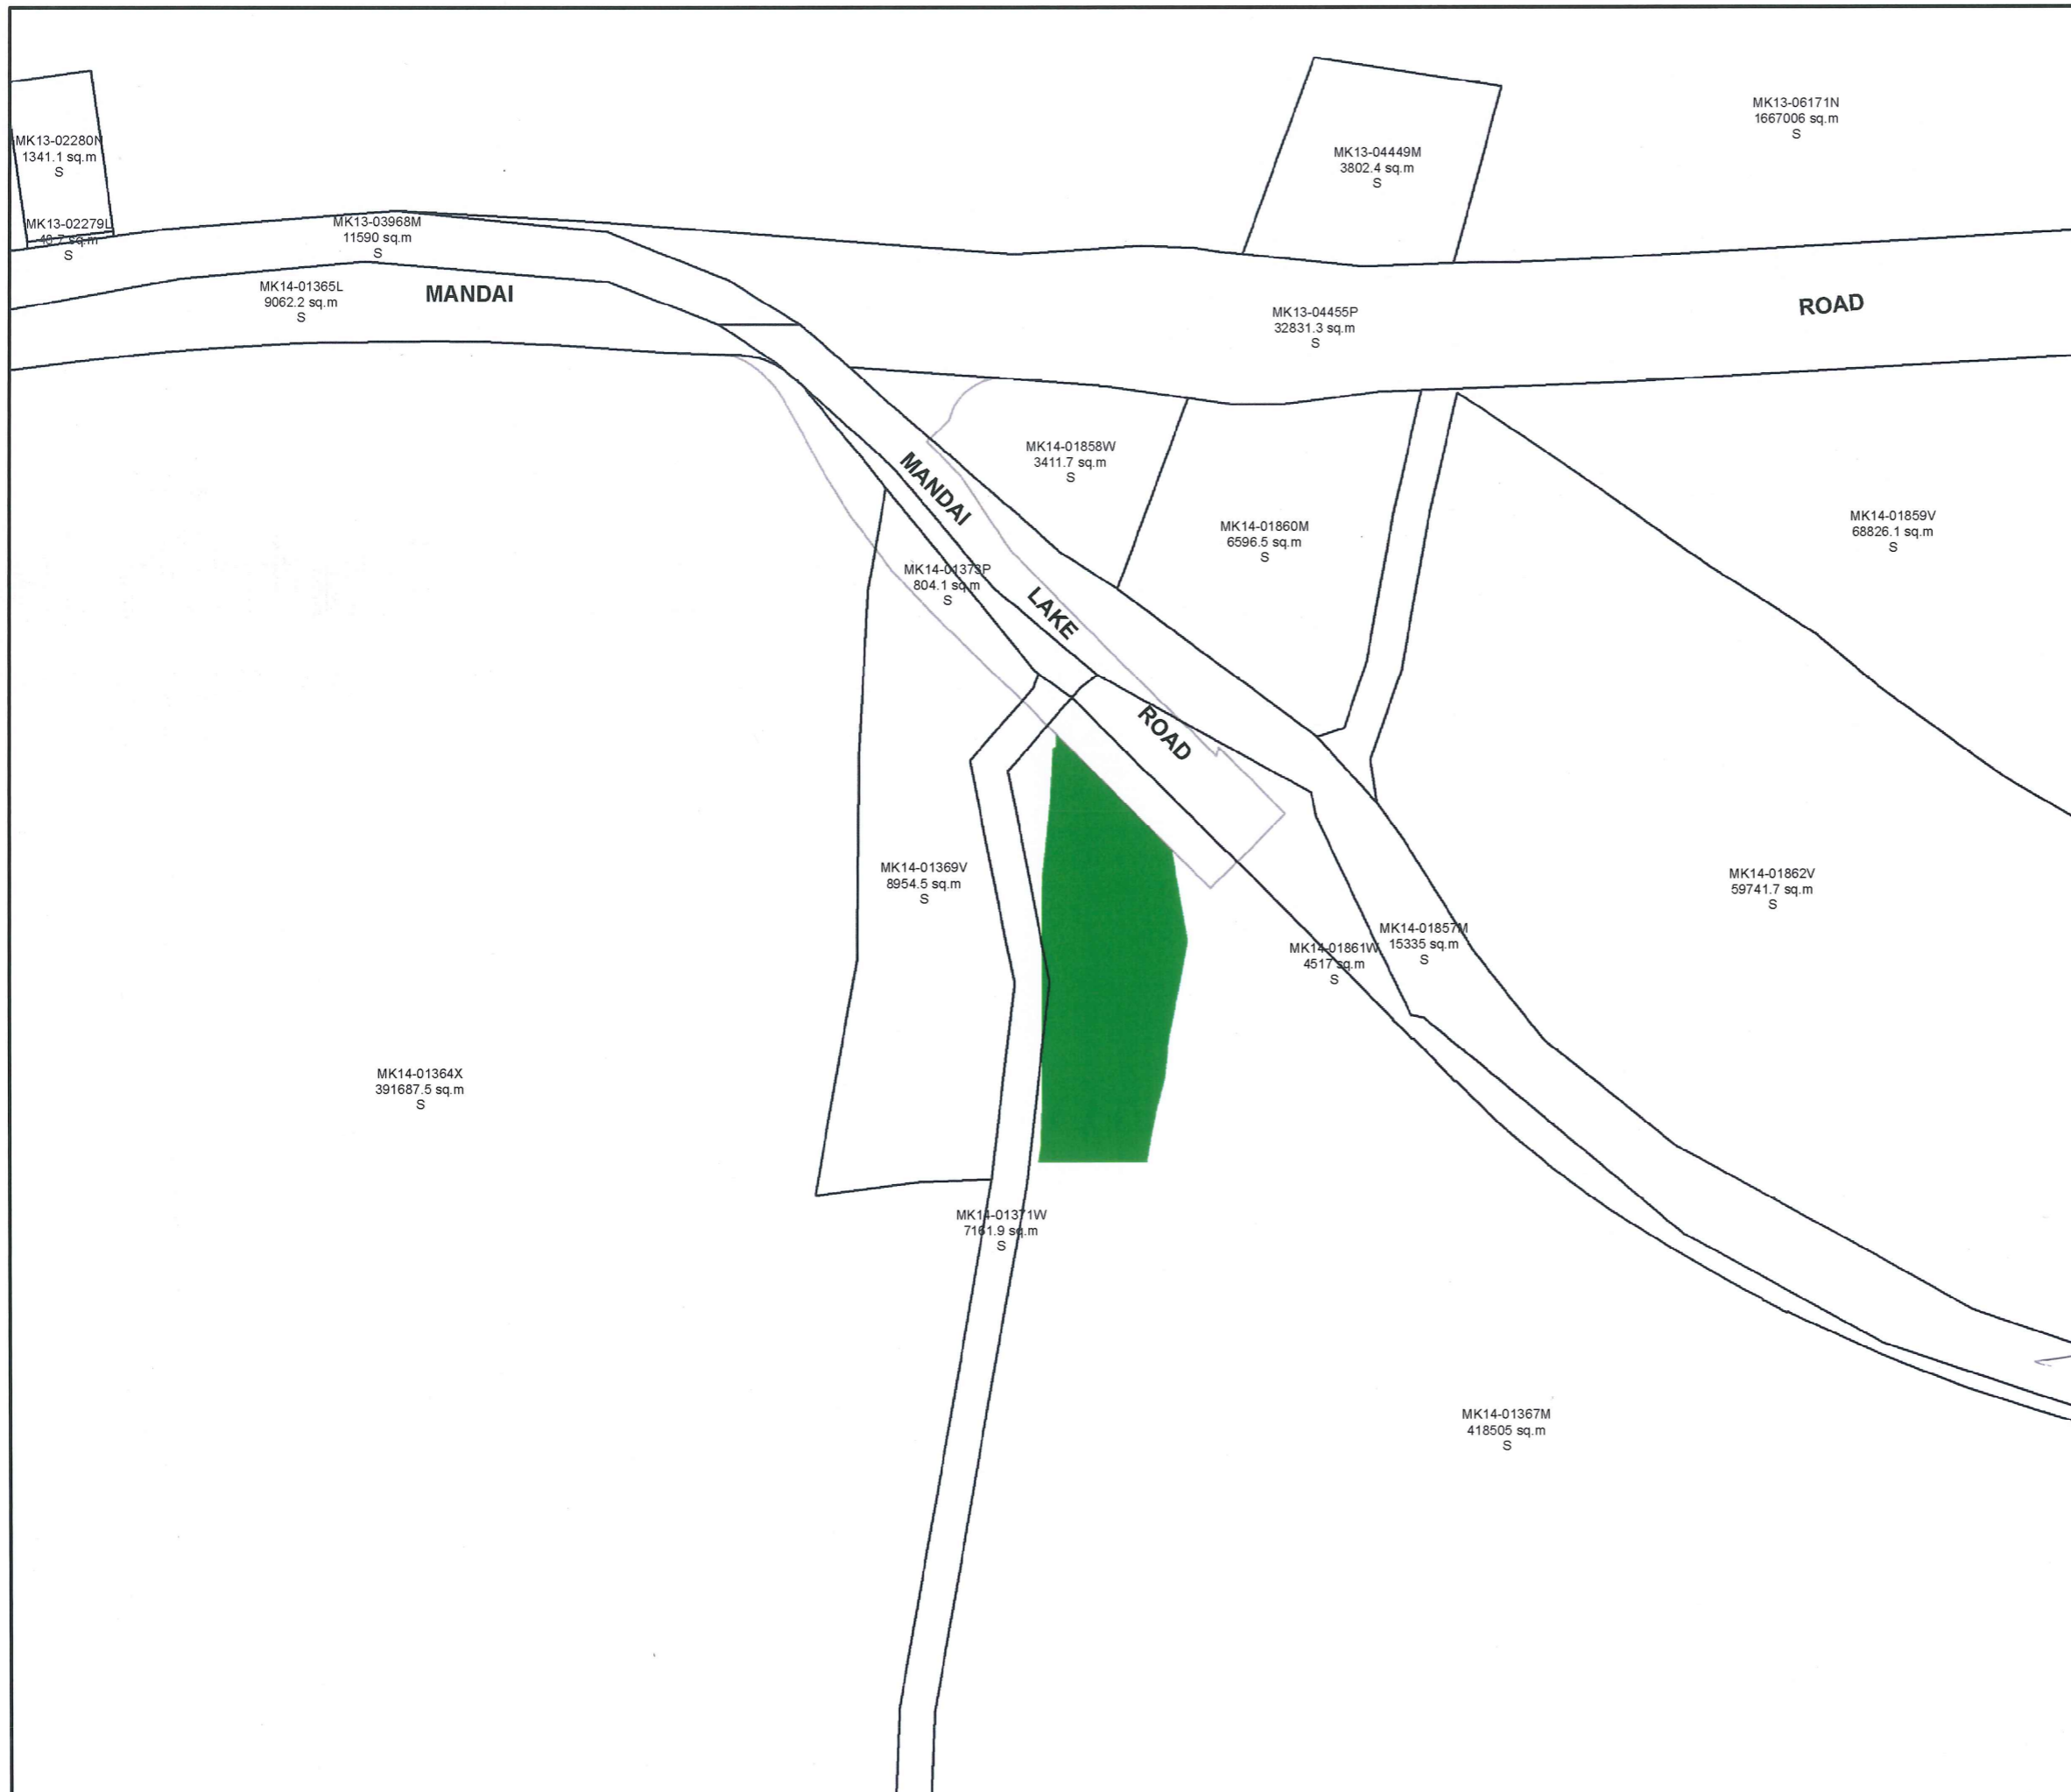 MK13-06171N
1667006 sq.m
S
MK13-02280N
1341.1 sq.m
S
MK13-04449M
3802.4 sq.m
S
MK13-02279L
sq.m
S
MK13-03968M
11590 sq.m
S
MK14-01365L
9062.2 sq.m
S
MANDAI
MK13-04455P
32831.3 sq.m
S
ROAD
MK14-01858W
3411.7 sq.m
S
MANDAI
LAKE
ROAD
MK14-01860M
6596.5 sq.m
S
MK14-01859V
68826.1 sq.m
S
MK14-01373P
804.1 sq.m
S
MK14-01369V
8954.5 sq.m
S
MK14-01862V
59741.7 sq.m
S
MK14-01857M
15335 sq.m
S
MK14-01861W
4517 sq.m
S
MK14-01364X
391687.5 sq.m
S
MK14-01371W
7161.9 sq.m
S
MK14-01367M
418505 sq.m
S